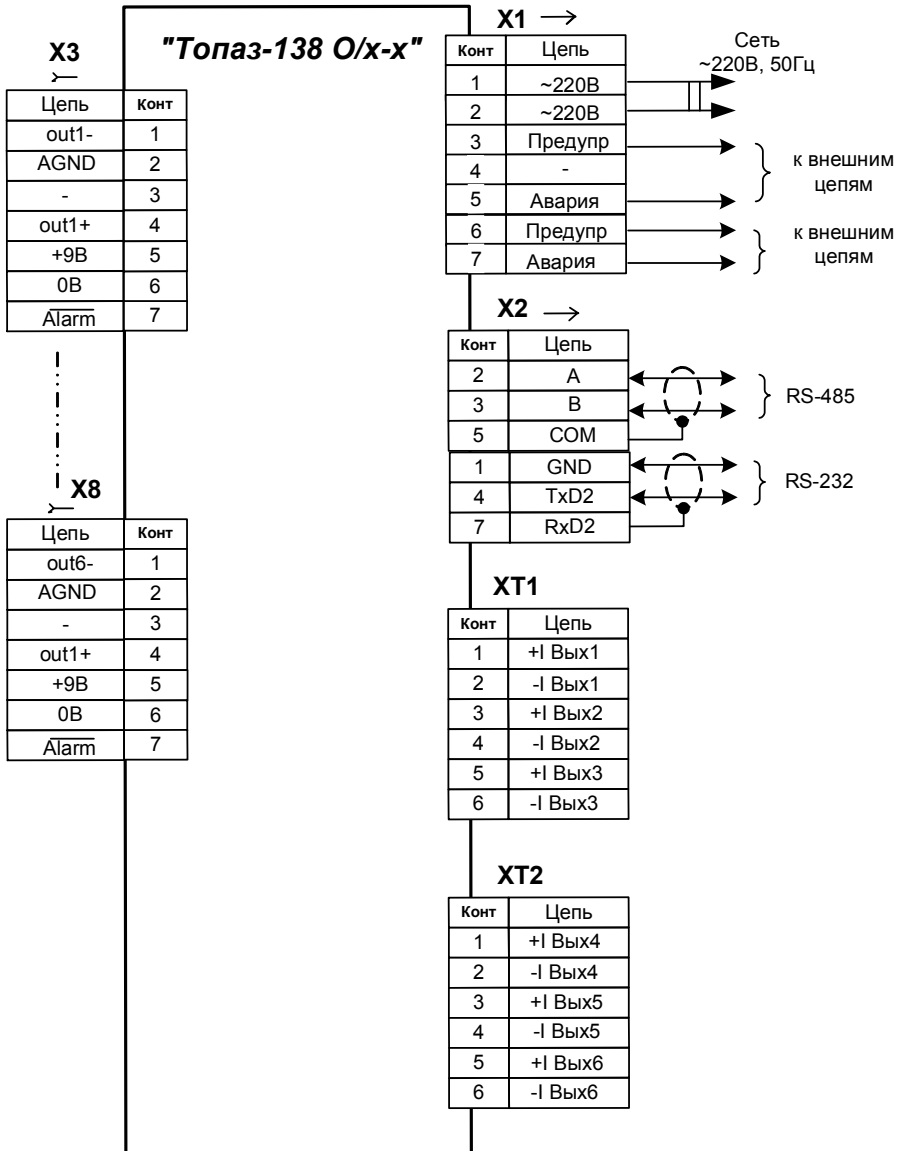 "Топаз-138 О/х-х"
X3
Цепь Конт
out1- 1
AGND 2
- 3
out1+ 4
+9В 5
0В 6
Alarm 7
X8
Цепь Конт
out6- 1
AGND 2
- 3
out1+ 4
+9В 5
0В 6
Alarm 7
X1
Конт Цепь
1 ~220В
2 ~220В
3 Предупр
4 -
5 Авария
6 Предупр
7 Авария
Сеть
~220В, 50Гц
к внешним
цепям
к внешним
цепям
X2
Конт Цепь
2 A
3 B
5 COM
1 GND
4 TxD2
7 RxD2
RS-485
RS-232
XT1
Конт Цепь
1 +I Вых1
2 -I Вых1
3 +I Вых2
4 -I Вых2
5 +I Вых3
6 -I Вых3
XT2
Конт Цепь
1 +I Вых4
2 -I Вых4
3 +I Вых5
4 -I Вых5
5 +I Вых6
6 -I Вых6